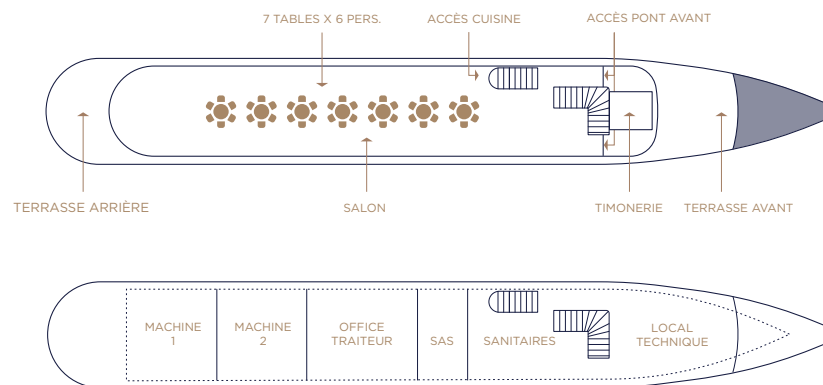 7 TABLES X 6 PERS.
ACCÈS CUISINE
ACCÈS PONT AVANT
TERRASSE ARRIÈRE
SALON
TIMONERIE
TERRASSE AVANT
MACHINE
1
MACHINE
2
OFFICE
TRAITEUR
SAS
SANITAIRES
LOCAL
TECHNIQUE